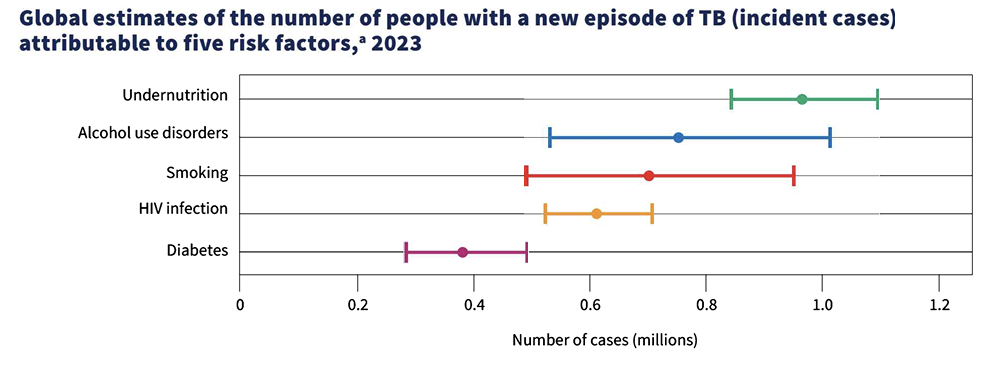 Global estimates of the number of people with a new episode of TB (incident cases)
attributable to five risk factors,ᵃ 2023
Undernutrition
Alcohol use disorders
Smoking
HIV infection
Diabetes
0 0.2 0.4 0.6 0.8 1.0 1.2
Number of cases (millions)